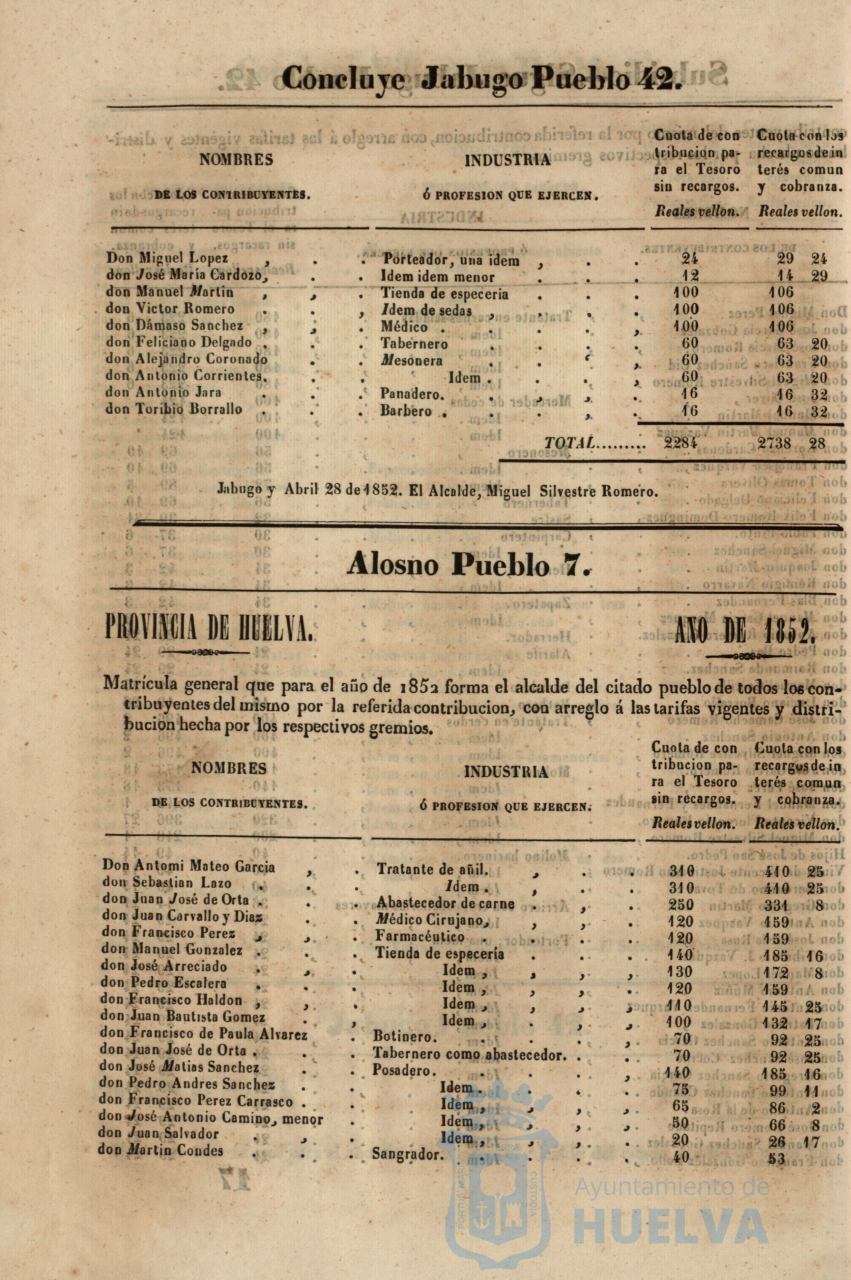 Concluye Jabugo Pueblo 42.
NOMBRES
DE LOS CONTRIBUYENTES.
INDUSTRIA
Ó PROFESION QUE EJERCEN.
Cuota de con
tribucion pa-
ra el Tesoro
sin recargos.
Reales vellon.
Cuota con los
recargos de in
terés comun
y cobranza.
Reales vellon.
Don Miguel Lopez , . . Porteador, una idem , . . 24 29 24
don José María Cardozo, . . Idem idem menor . . . 12 14 29
don Manuel Martin , , . Tienda de especeria . . . 100 106
don Victor Romero . . , Idem de sedas , . . 100 106
don Dámaso Sanchez , , . Médico . . . , . 100 106
don Feliciano Delgado . . . Tabernero . . . 60 63 20
don Alejandro Coronado . . Mesonera . . , 60 63 20
don Antonio Corrientes. . . Idem . . . , 60 63 20
don Antonio Jara . . Panadero. . , , . 16 16 32
don Toribio Borrallo . . . Barbero . . . , . 16 16 32
TOTAL......... 2284 2738 28
Jabugo y Abril 28 de 1852. El Alcalde, Miguel Silvestre Romero.
Alosno Pueblo 7.
PROVINCIA DE HUELVA. AÑO DE 1852.
Matrícula general que para el año de 1852 forma el alcalde del citado pueblo de todos los con-
tribuyentes del mismo por la referida contribucion, con arreglo á las tarifas vigentes y distri-
bucion hecha por los respectivos gremios.
NOMBRES
DE LOS CONTRIBUYENTES.
INDUSTRIA
Ó PROFESION QUE EJERCEN.
Cuota de con
tribucion pa-
ra el Tesoro
sin recargos.
Reales vellon.
Cuota con los
recargos de in
terés comun
y cobranza.
Reales vellon.
Don Antomi Mateo Garcia , . Tratante de añil. , . . 310 410 25
don Sebastian Lazo . . . Idem . , . . 310 410 25
don Juan José de Orta . . . Abastecedor de carne . , . 250 331 8
don Juan Carvallo y Diaz . . Médico Cirujano, , , . 120 159
don Francisco Perez , , . Farmacéutico . . . . 120 159
don Manuel Gonzalez . . . Tienda de especería . . . 140 185 16
don José Arreciado . , . Idem , , , , 130 172 8
don Pedro Escalera . . . Idem , , . . 120 159
don Francisco Haldon , , . Idem , , , , 110 145 25
don Juan Bautista Gomez . , Idem , . , , 100 132 17
don Francisco de Paula Alvarez . Botinero. . . . , 70 92 25
don Juan José de Orta . . . Tabernero como abastecedor. . . 70 92 25
don José Matias Sanchez . . Posadero. . . . , 140 185 16
don Pedro Andres Sanchez . . Idem . . . . 75 99 11
don Francisco Perez Carrasco . . Idem , , , , 65 86 2
don José Antonio Camino, menor . Idem , , , , 50 66 8
don Juan Salvador . , . Idem , , , . 20 26 17
don Martin Condes . . . Sangrador. . . . . 40 53
Ayuntamiento de
HUELVA